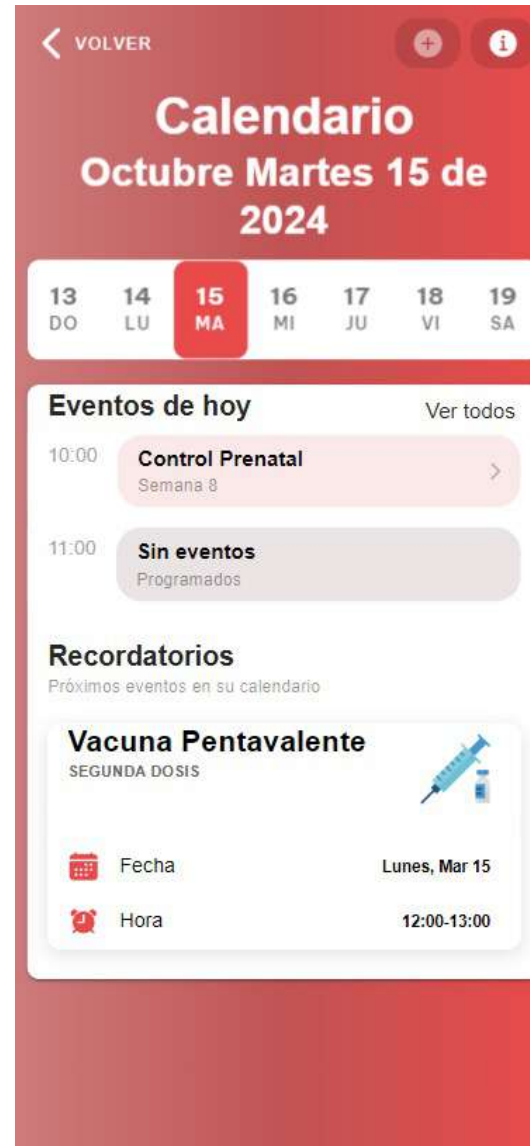 VOLVER
Calendario
Octubre Martes 15 de
2024
13 14 15 16 17 18 19
DO LU MA MI JU VI SA
Eventos de hoy Ver todos
10:00 Control Prenatal
Semana 8
11:00 Sin eventos
Programados
Recordatorios
Próximos eventos en su calendario
Vacuna Pentavalente
SEGUNDA DOSIS
Fecha Lunes, Mar 15
Hora 12:00-13:00